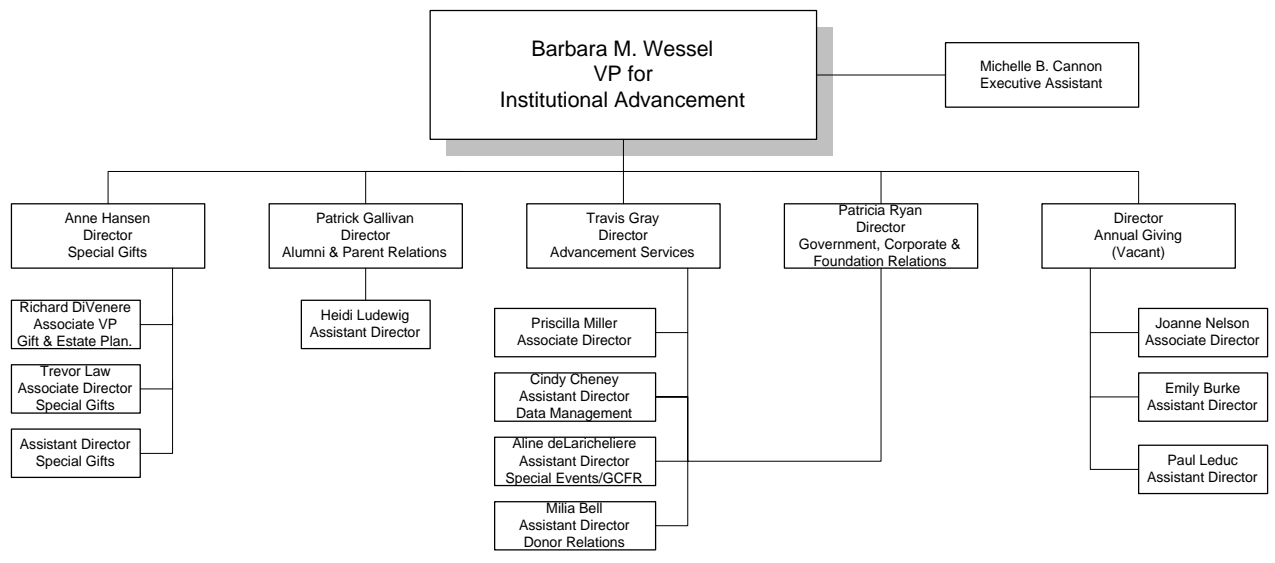 Barbara M. Wessel
VP for
Institutional Advancement
Michelle B. Cannon
Executive Assistant
Anne Hansen
Director
Special Gifts
Patrick Gallivan
Director
Alumni & Parent Relations
Travis Gray
Director
Advancement Services
Patricia Ryan
Director
Government, Corporate &
Foundation Relations
Director
Annual Giving
(Vacant)
Richard DiVenere
Associate VP
Gift & Estate Plan.
Trevor Law
Associate Director
Special Gifts
Assistant Director
Special Gifts
Heidi Ludewig
Assistant Director
Priscilla Miller
Associate Director
Cindy Cheney
Assistant Director
Data Management
Aline deLaricheliere
Assistant Director
Special Events/GCFR
Milia Bell
Assistant Director
Donor Relations
Joanne Nelson
Associate Director
Emily Burke
Assistant Director
Paul Leduc
Assistant Director